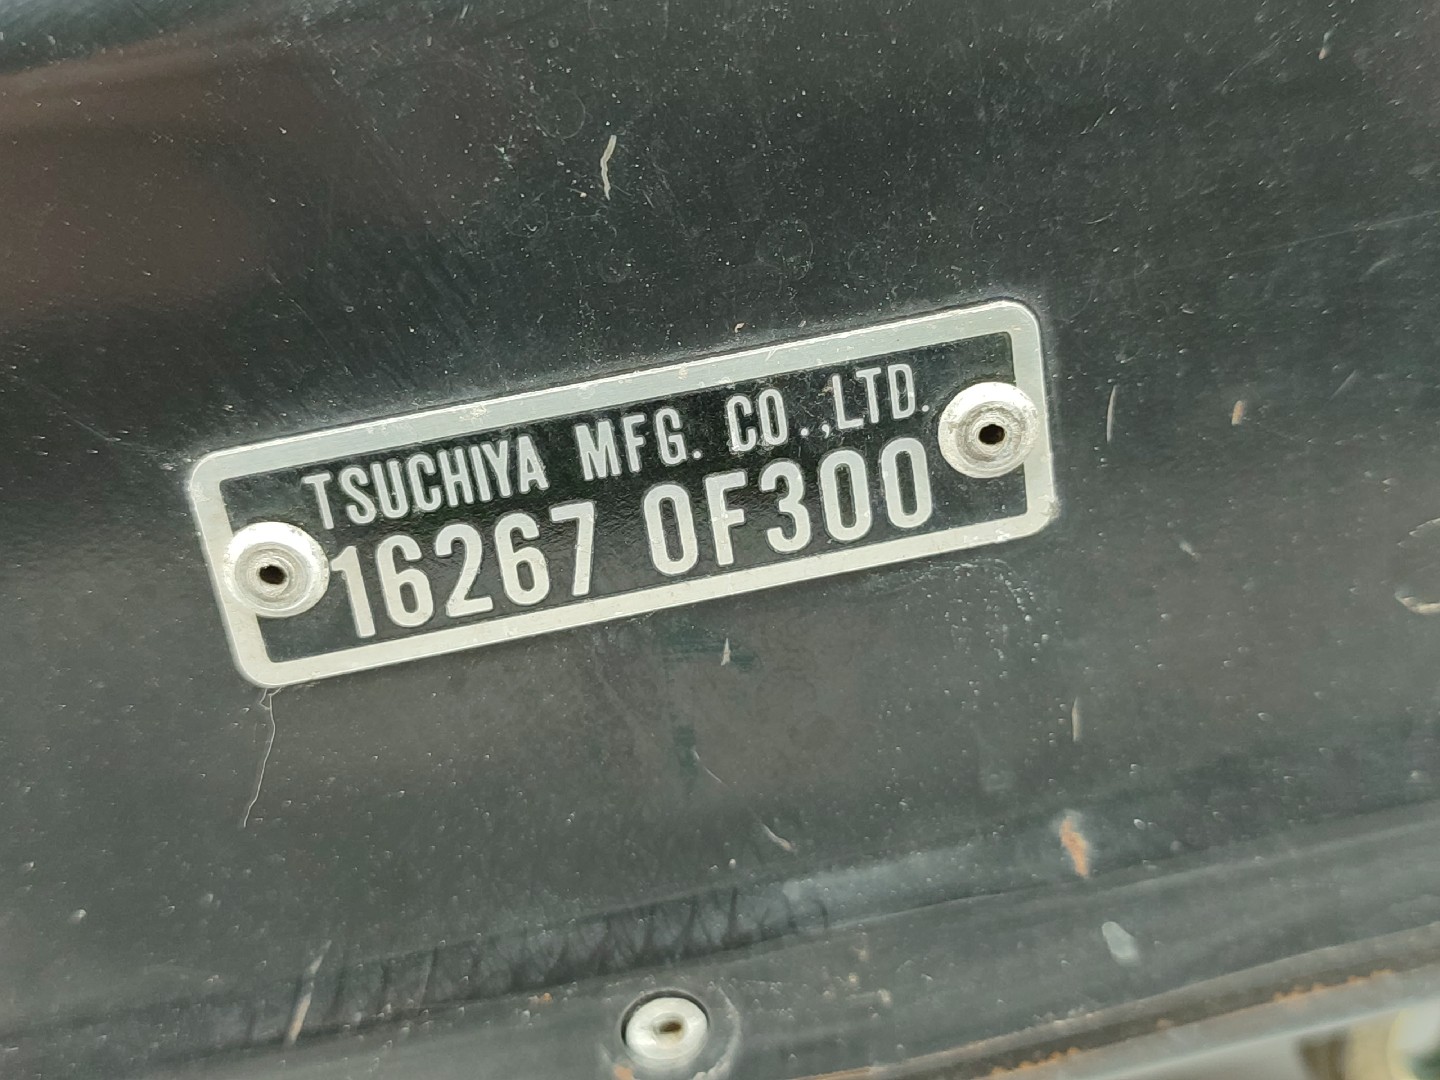 TSUCHIYA MFG. CO.,LTD.
16267 0F300